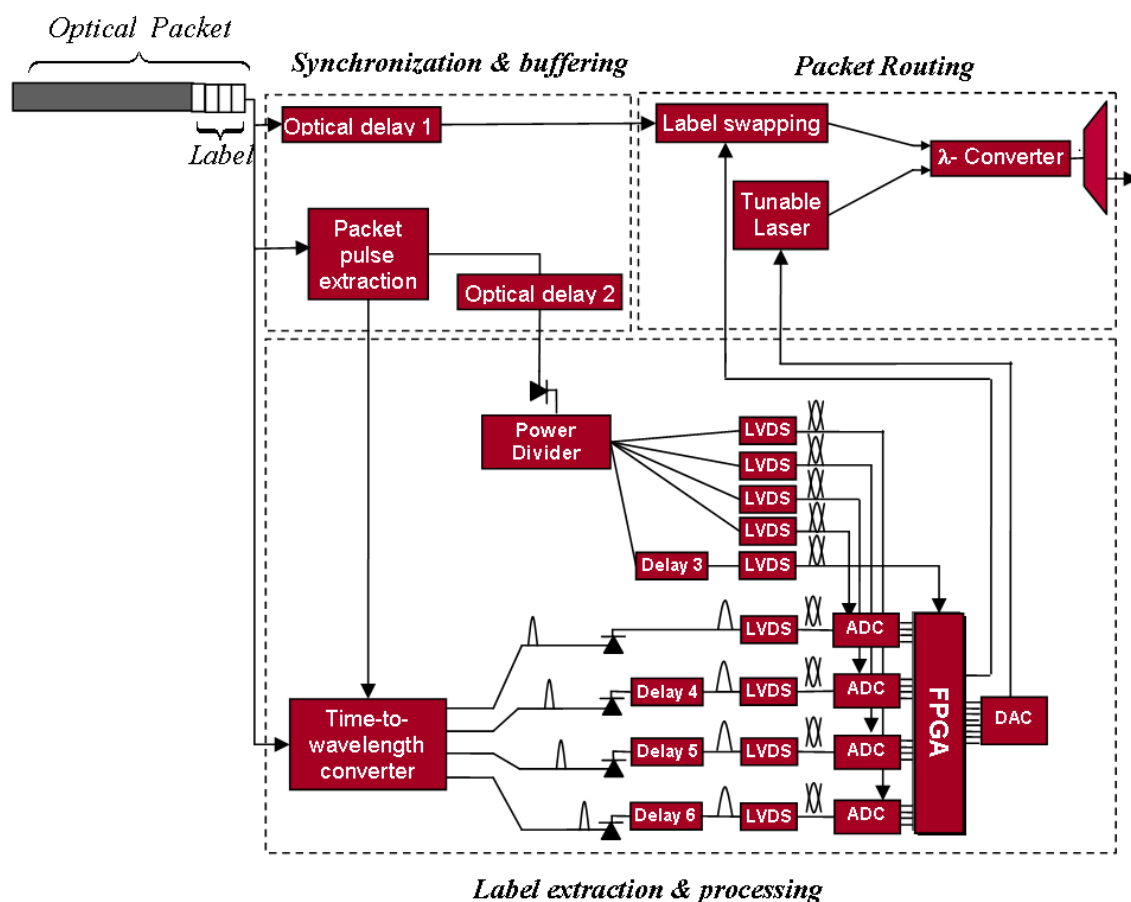 Optical Packet
Synchronization & buffering
Packet Routing
Label
Optical delay 1
Label swapping
λ- Converter
Tunable
Laser
Packet
pulse
extraction
Optical delay 2
Power
Divider
LVDS
LVDS
LVDS
LVDS
Delay 3
LVDS
LVDS
ADC
Delay 4
LVDS
ADC
Delay 5
LVDS
ADC
Delay 6
LVDS
ADC
FPGA
DAC
Time-to-
wavelength
converter
Label extraction & processing